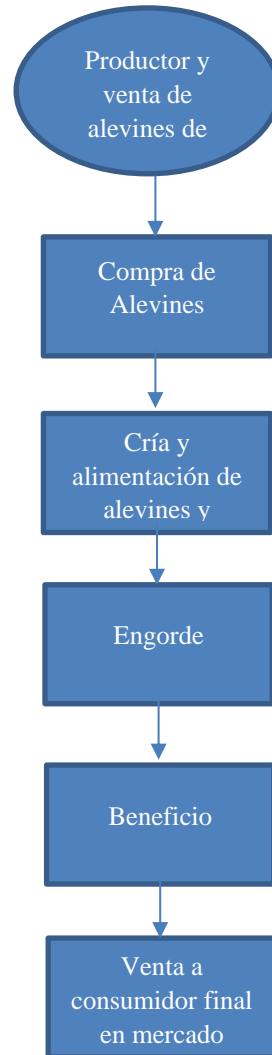 Productor y
venta de
alevines de
Compra de
Alevines
Cría y
alimentación de
alevines y
Engorde
Beneficio
Venta a
consumidor final
en mercado